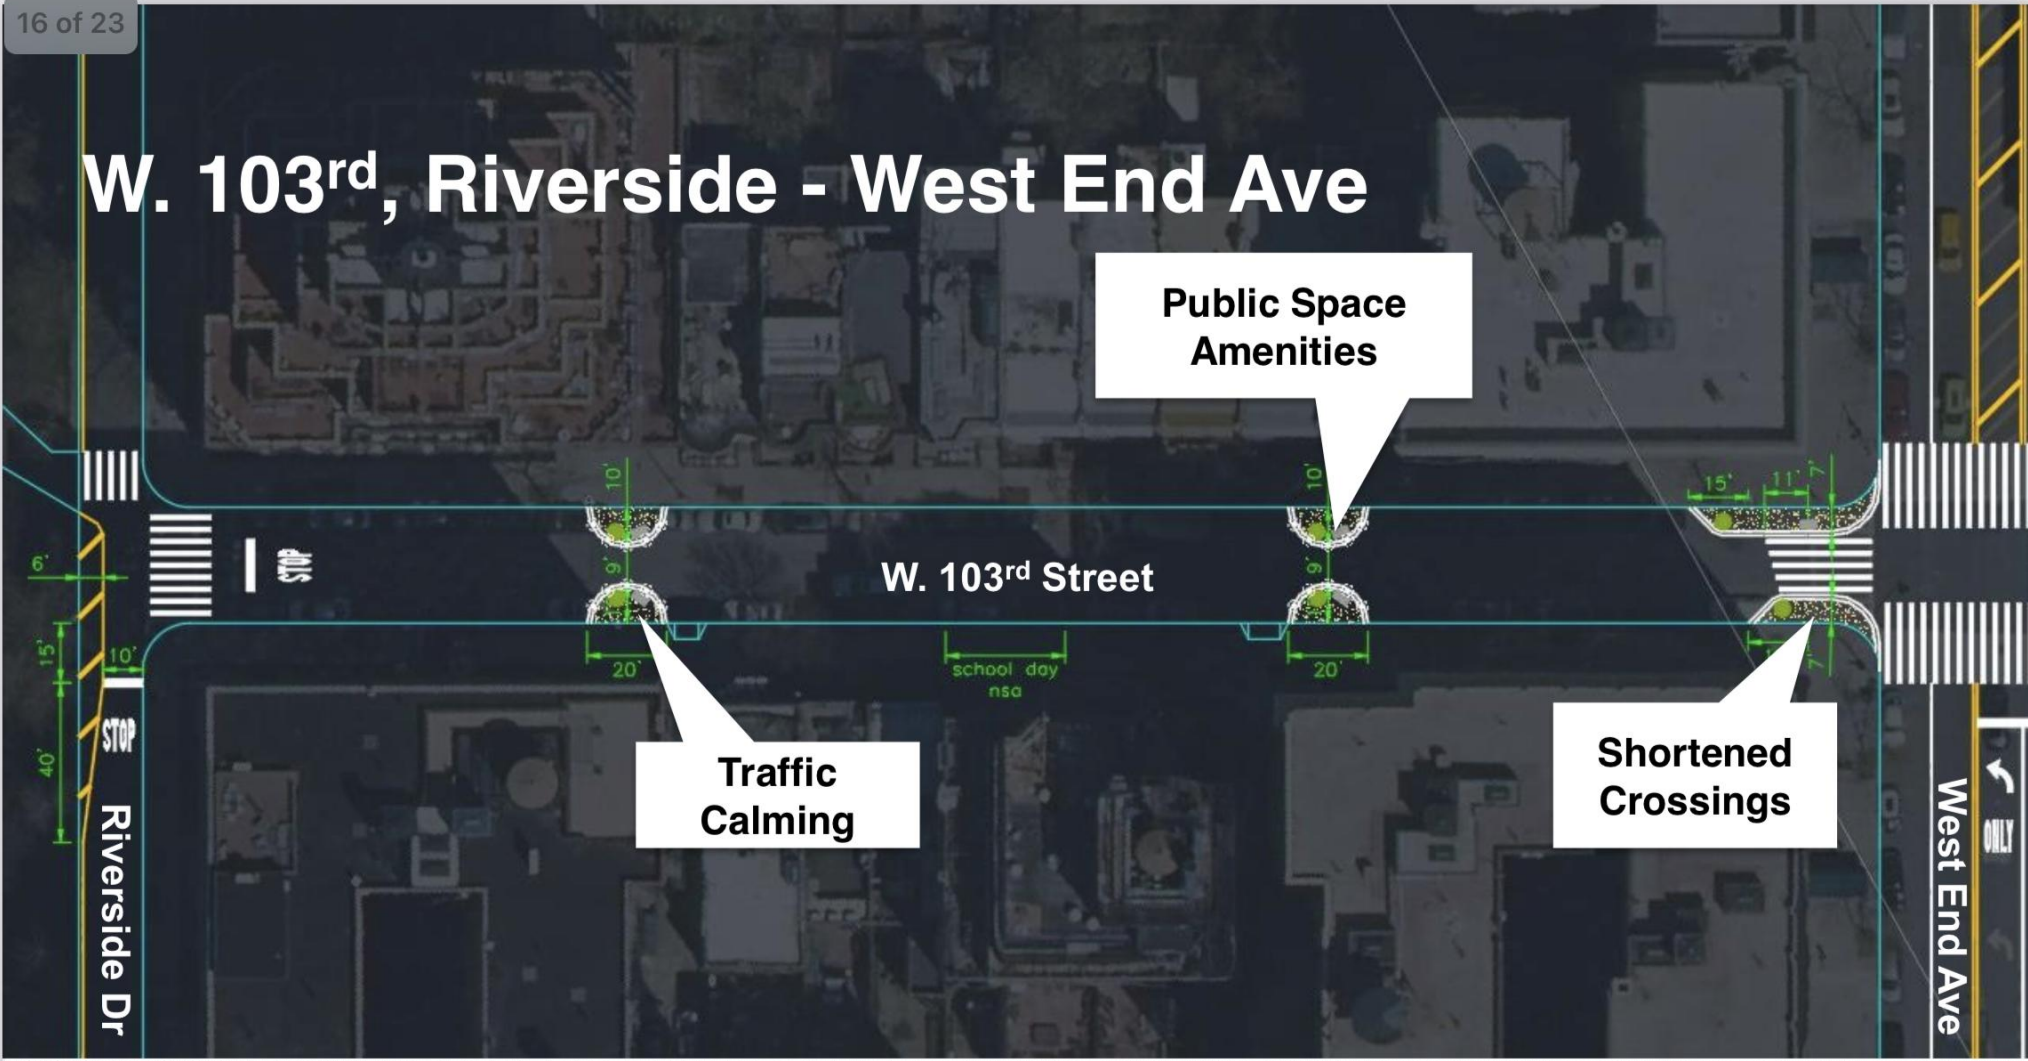 16 of 23
W. 103rd, Riverside - West End Ave
Public Space
Amenities
10'
10'
15'
11'
7'
6'
STOP
9'
W. 103rd Street
9'
15'
10'
20'
school day
nsa
20'
7'
STOP
40'
Traffic
Calming
Shortened
Crossings
Riverside Dr
West End Ave
ONLY